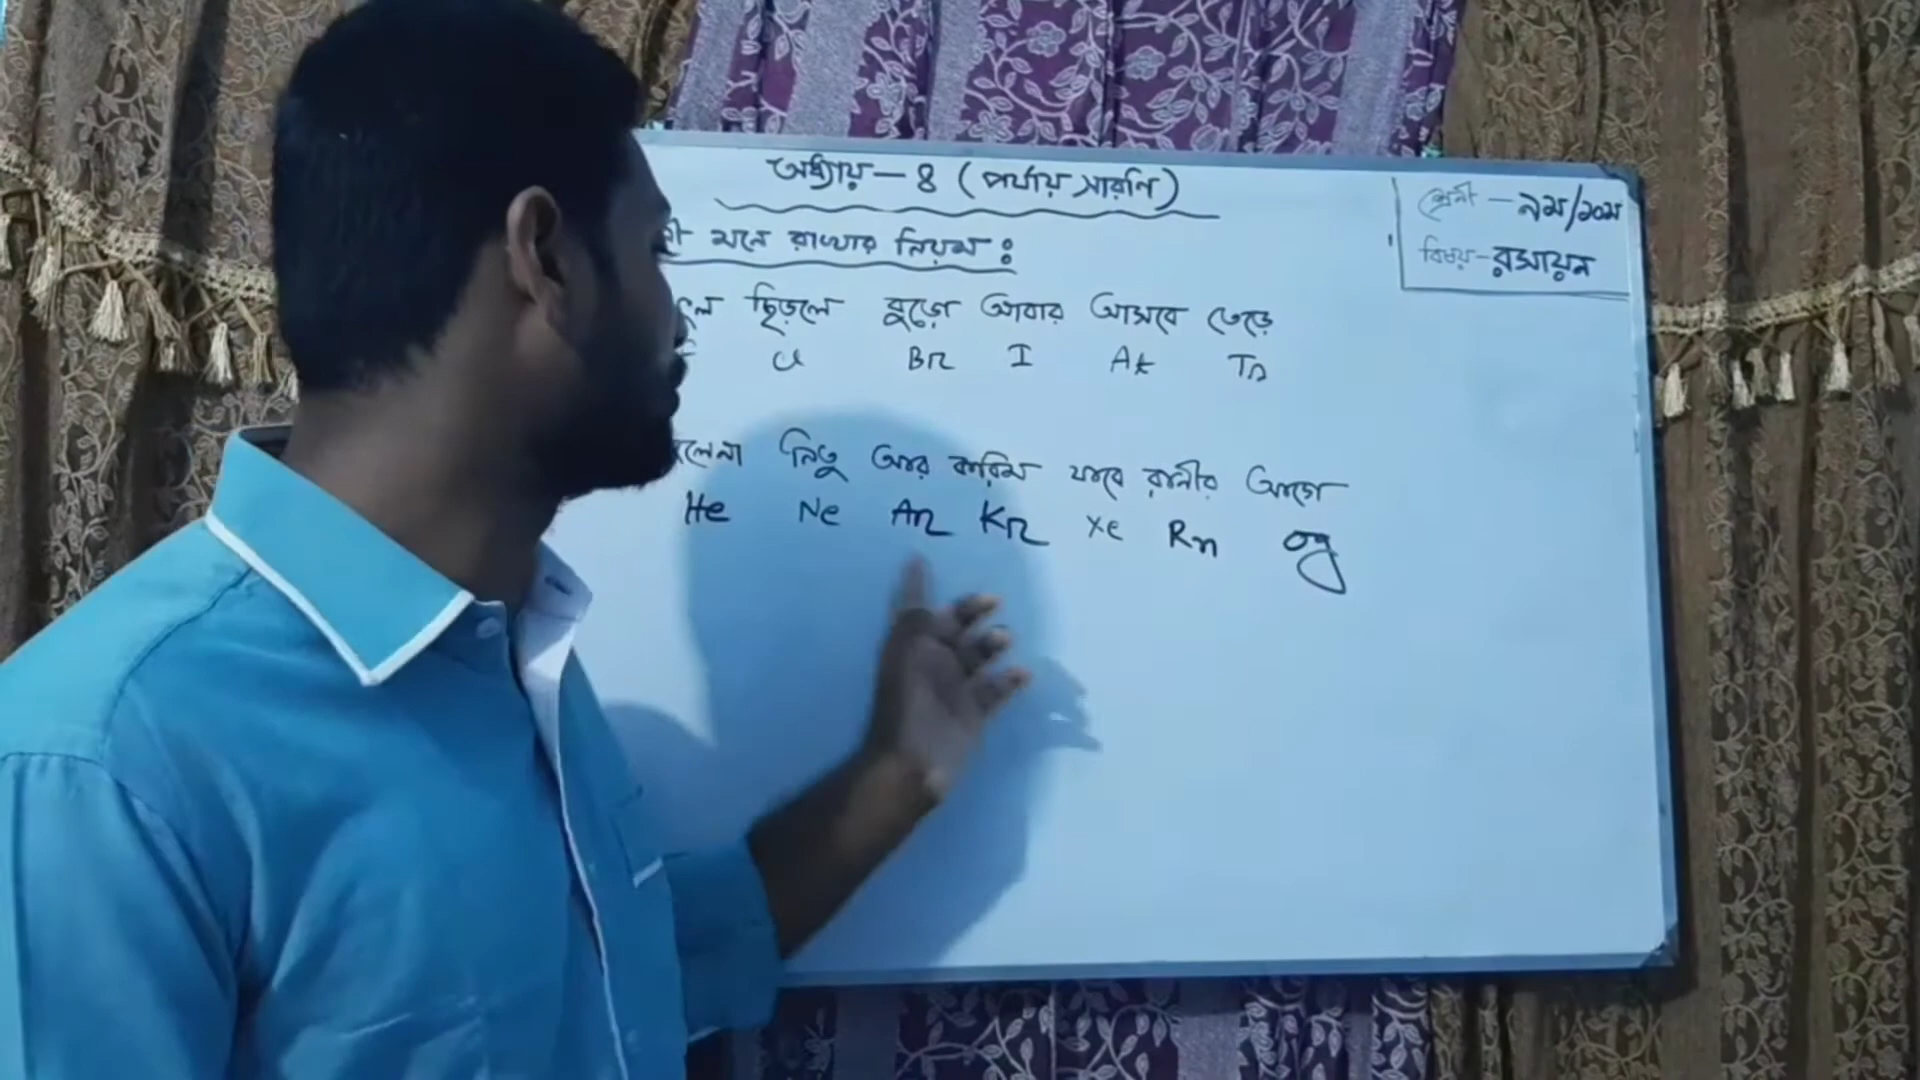 অধ্যায় – ৪ (পর্যায় সারণি)
শ্রেনী – ৯ম/১০ম
বিষয় – রসায়ন
মনে রাখার নিয়ম :
ছিড়লে বুড়ো আবার আসবে তেড়ে
Cl Br I At Ts
নিতু আর করিম যাবে রানীর আগে
He Ne Ar Kr Xe Rn Og